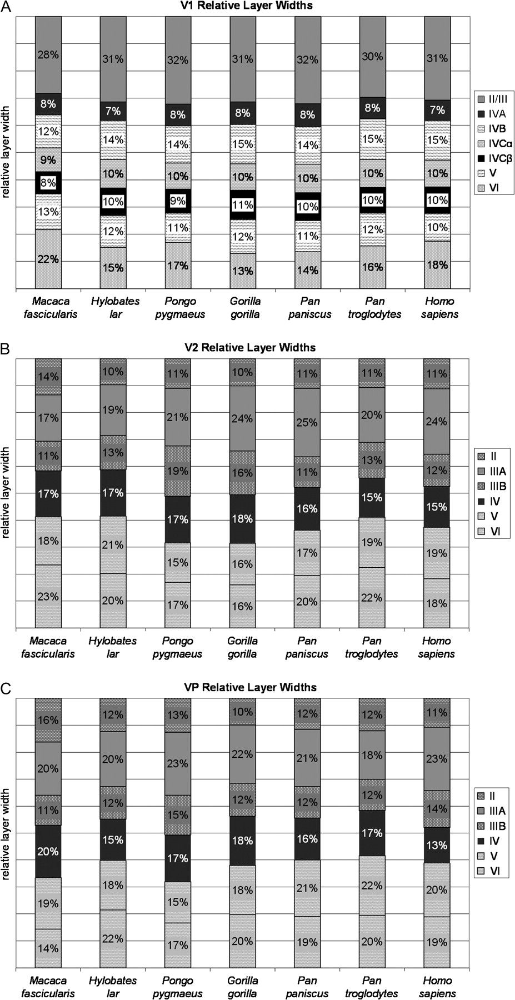 A
V1 Relative Layer Widths
28% 31% 32% 31% 32% 30% 31%
8% 7% 8% 8% 8% 8% 7%
12% 14% 14% 15% 14% 15% 15%
9% 10% 10% 10% 10% 10% 10%
8% 10% 9% 11% 10% 10% 10%
13% 12% 11% 12% 11% 12% 10%
22% 15% 17% 13% 14% 16% 18%
relative layer width
II/III
IVA
IVB
IVCα
IVCβ
V
VI
Macaca Hylobates Pongo Gorilla Pan Pan Homo
fascicularis lar pygmaeus gorilla paniscus troglodytes sapiens
B
V2 Relative Layer Widths
14% 10% 11% 10% 11% 11% 11%
17% 19% 21% 24% 25% 20% 24%
11% 13% 19% 16% 11% 13% 12%
17% 17% 17% 18% 16% 15% 15%
18% 21% 15% 16% 17% 19% 19%
23% 20% 17% 16% 20% 22% 18%
relative layer width
II
IIIA
IIIB
IV
V
VI
Macaca Hylobates Pongo Gorilla Pan Pan Homo
fascicularis lar pygmaeus gorilla paniscus troglodytes sapiens
C
VP Relative Layer Widths
16% 12% 13% 10% 12% 12% 11%
20% 20% 23% 22% 21% 18% 23%
11% 12% 15% 12% 12% 12% 14%
20% 15% 17% 18% 16% 17% 13%
19% 18% 15% 18% 21% 22% 20%
14% 22% 17% 20% 19% 20% 19%
relative layer width
II
IIIA
IIIB
IV
V
VI
Macaca Hylobates Pongo Gorilla Pan Pan Homo
fascicularis lar pygmaeus gorilla paniscus troglodytes sapiens